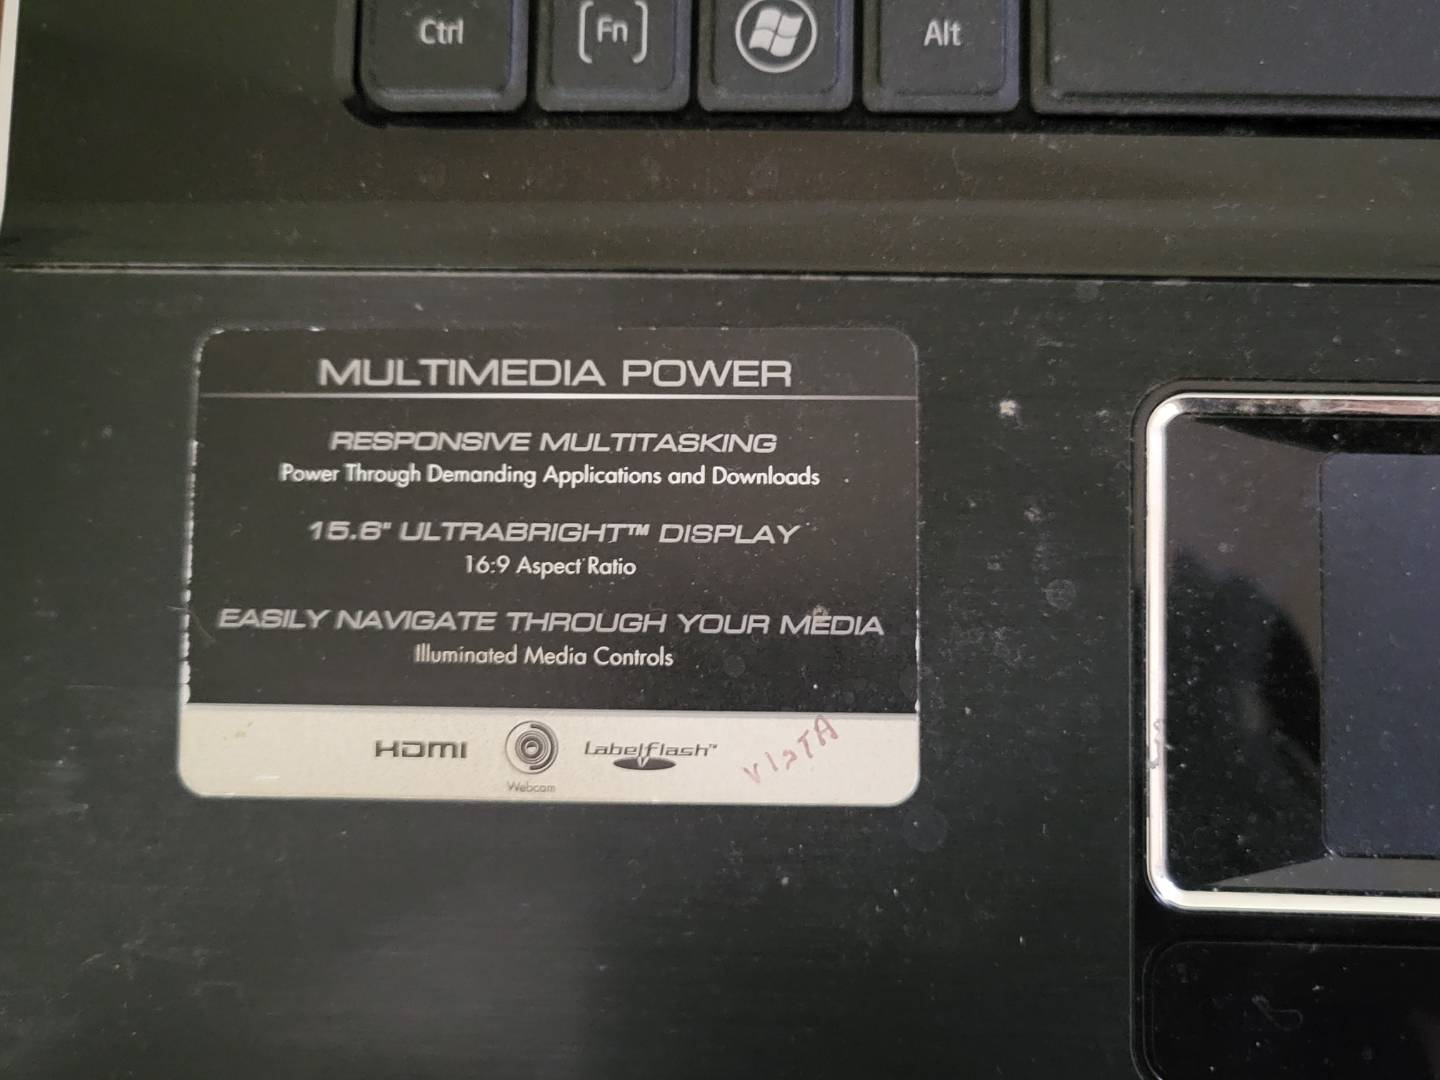 Ctrl [Fn] Alt
MULTIMEDIA POWER
RESPONSIVE MULTITASKING
Power Through Demanding Applications and Downloads
15.6" ULTRABRIGHT™ DISPLAY
16:9 Aspect Ratio
EASILY NAVIGATE THROUGH YOUR MEDIA
Illuminated Media Controls
HDMI Labelflash™ VISTA
Webcam